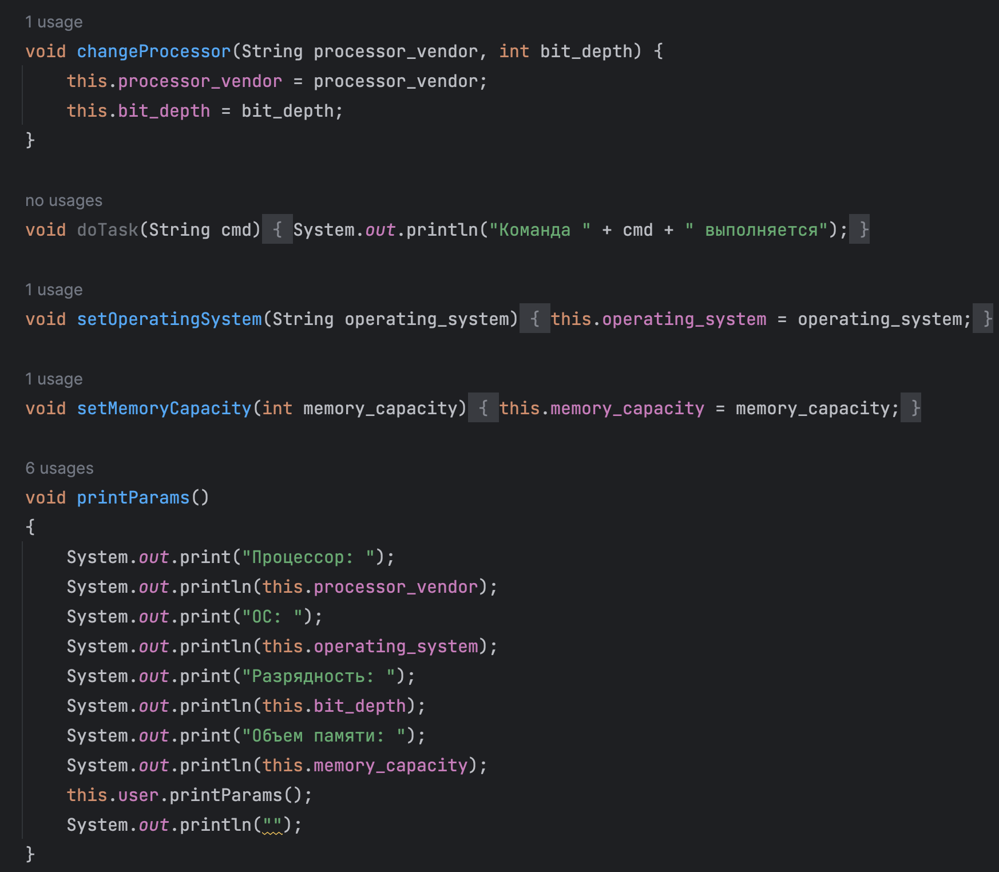 1 usage
void changeProcessor(String processor_vendor, int bit_depth) {
    this.processor_vendor = processor_vendor;
    this.bit_depth = bit_depth;
}
no usages
void doTask(String cmd) { System.out.println("Команда " + cmd + " выполняется"); }
1 usage
void setOperatingSystem(String operating_system) { this.operating_system = operating_system; }
1 usage
void setMemoryCapacity(int memory_capacity) { this.memory_capacity = memory_capacity; }
6 usages
void printParams()
{
    System.out.print("Процессор: ");
    System.out.println(this.processor_vendor);
    System.out.print("ОС: ");
    System.out.println(this.operating_system);
    System.out.print("Разрядность: ");
    System.out.println(this.bit_depth);
    System.out.print("Объем памяти: ");
    System.out.println(this.memory_capacity);
    this.user.printParams();
    System.out.println("");
}